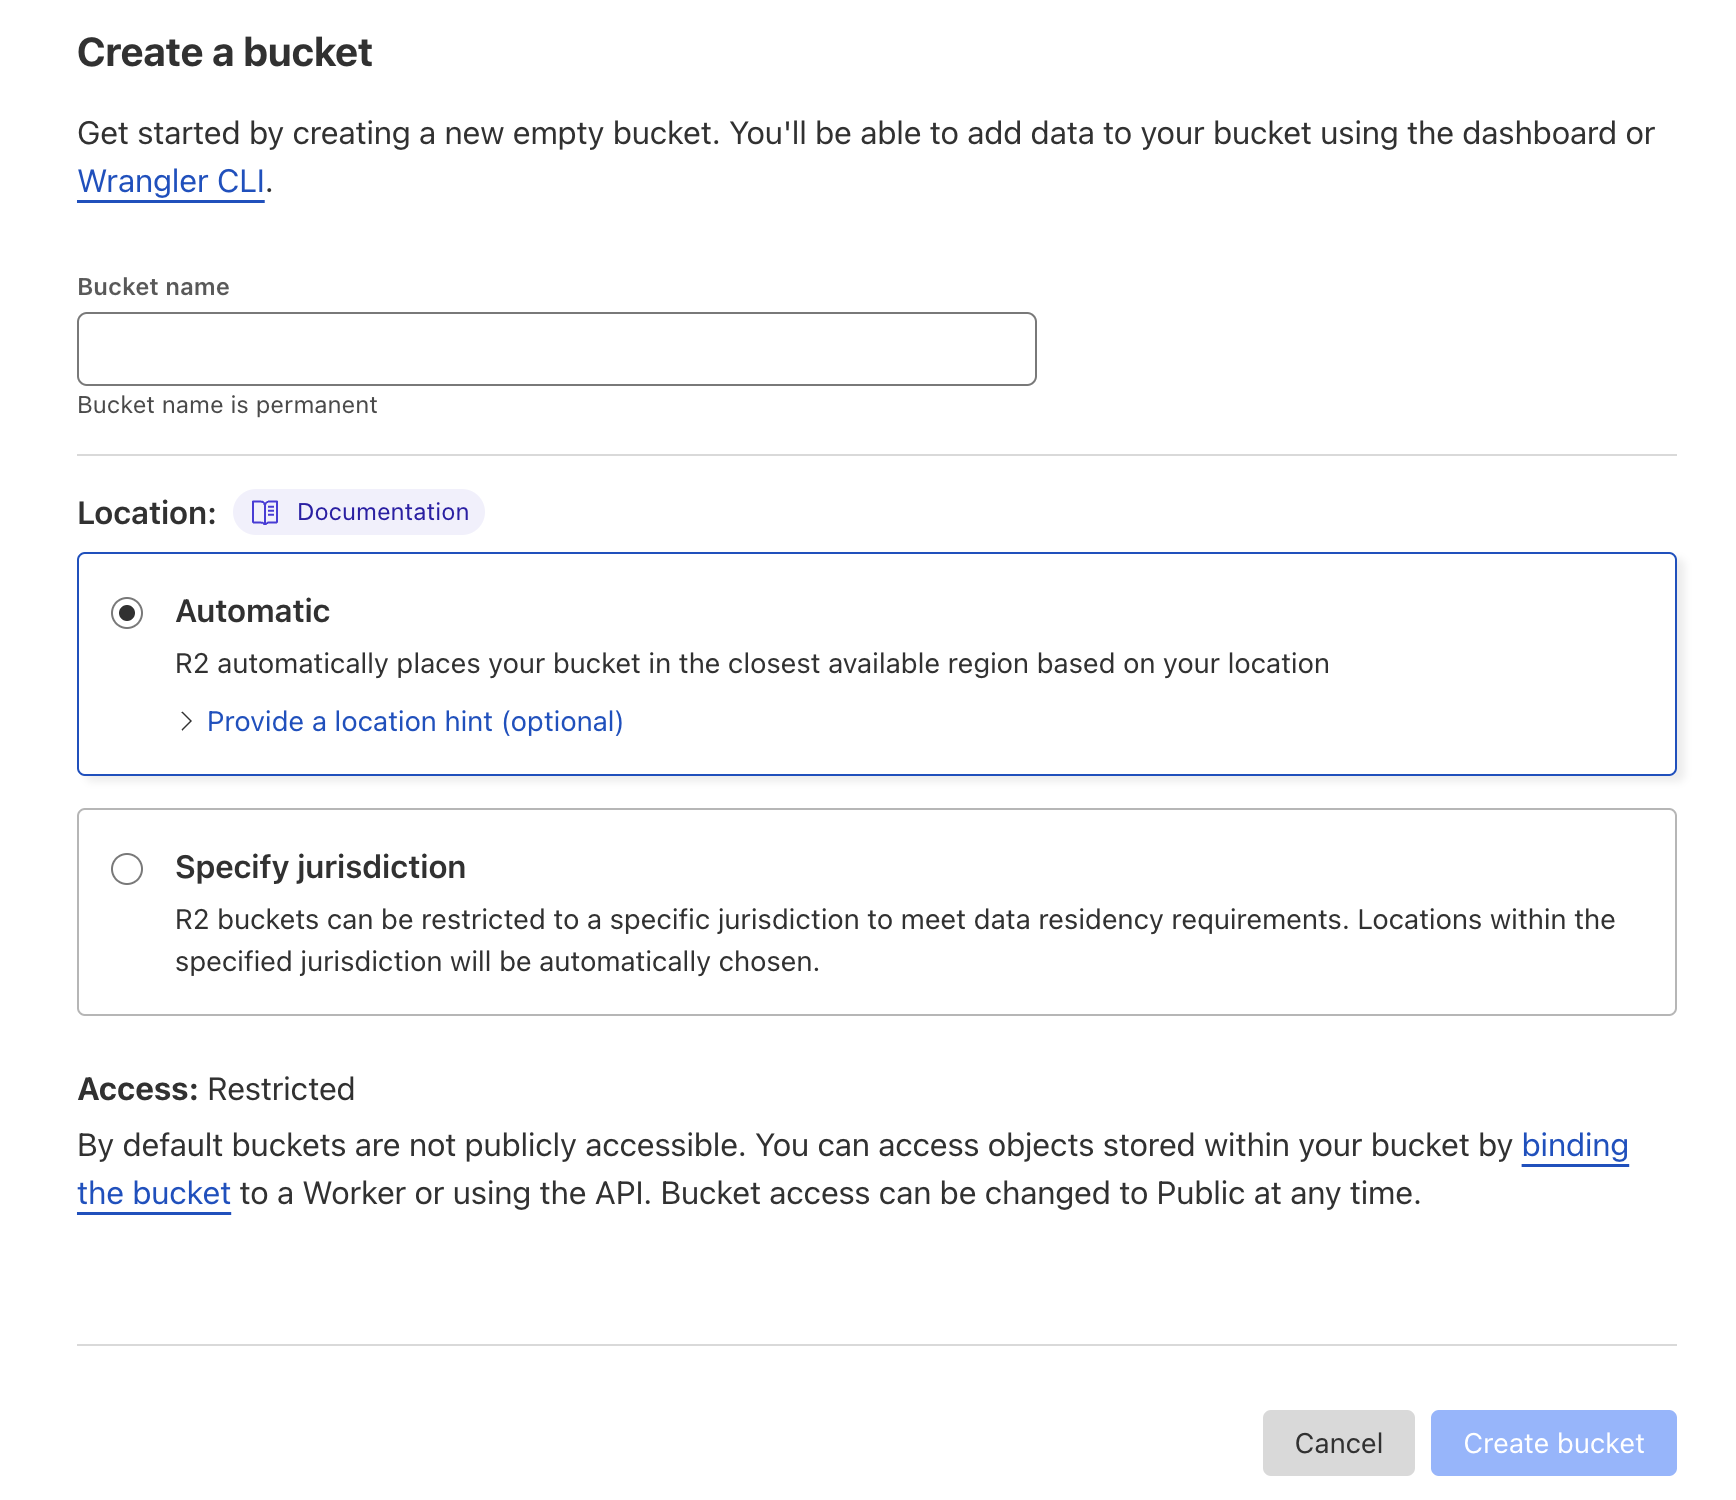 Create a bucket
Get started by creating a new empty bucket. You'll be able to add data to your bucket using the dashboard or
Wrangler CLI.
Bucket name
Bucket name is permanent
Location: Documentation
Automatic
R2 automatically places your bucket in the closest available region based on your location
Provide a location hint (optional)
Specify jurisdiction
R2 buckets can be restricted to a specific jurisdiction to meet data residency requirements. Locations within the
specified jurisdiction will be automatically chosen.
Access: Restricted
By default buckets are not publicly accessible. You can access objects stored within your bucket by binding
the bucket to a Worker or using the API. Bucket access can be changed to Public at any time.
Cancel Create bucket